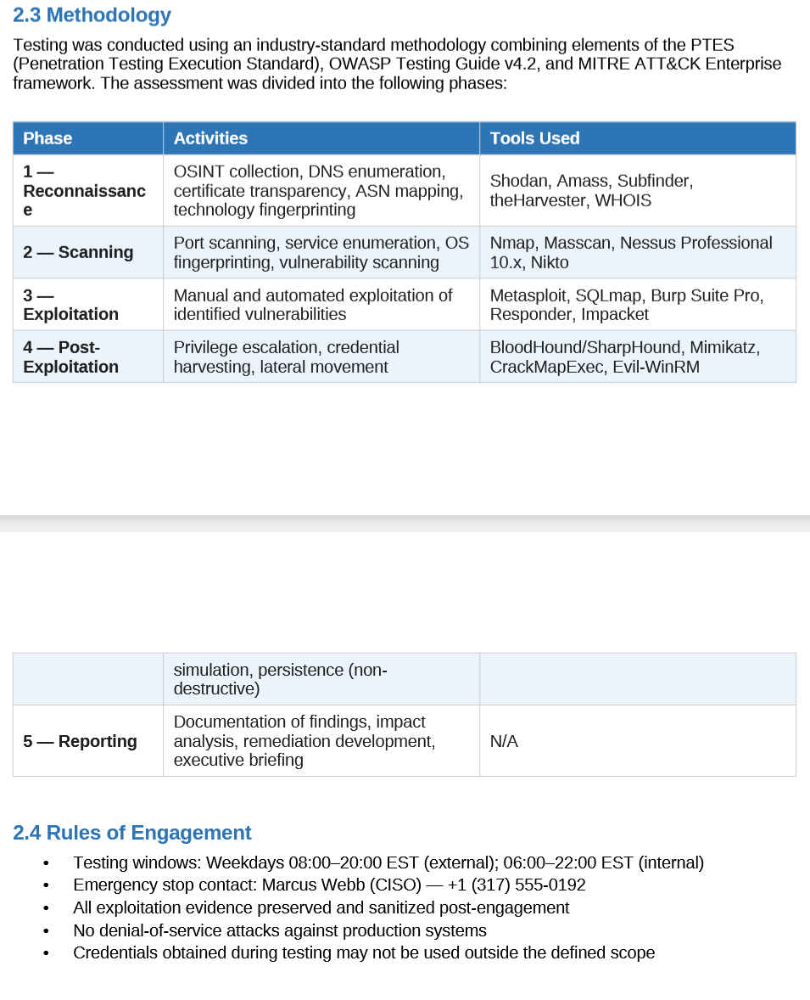 2.3 Methodology
Testing was conducted using an industry-standard methodology combining elements of the PTES
(Penetration Testing Execution Standard), OWASP Testing Guide v4.2, and MITRE ATT&CK Enterprise
framework. The assessment was divided into the following phases:
Phase
Activities
Tools Used
1 —
Reconnaissanc
e
OSINT collection, DNS enumeration,
certificate transparency, ASN mapping,
technology fingerprinting
Shodan, Amass, Subfinder,
theHarvester, WHOIS
2 — Scanning
Port scanning, service enumeration, OS
fingerprinting, vulnerability scanning
Nmap, Masscan, Nessus Professional
10.x, Nikto
3 —
Exploitation
Manual and automated exploitation of
identified vulnerabilities
Metasploit, SQLmap, Burp Suite Pro,
Responder, Impacket
4 — Post-
Exploitation
Privilege escalation, credential
harvesting, lateral movement
BloodHound/SharpHound, Mimikatz,
CrackMapExec, Evil-WinRM
simulation, persistence (non-
destructive)
5 — Reporting
Documentation of findings, impact
analysis, remediation development,
executive briefing
N/A
2.4 Rules of Engagement
• Testing windows: Weekdays 08:00–20:00 EST (external); 06:00–22:00 EST (internal)
• Emergency stop contact: Marcus Webb (CISO) — +1 (317) 555-0192
• All exploitation evidence preserved and sanitized post-engagement
• No denial-of-service attacks against production systems
• Credentials obtained during testing may not be used outside the defined scope